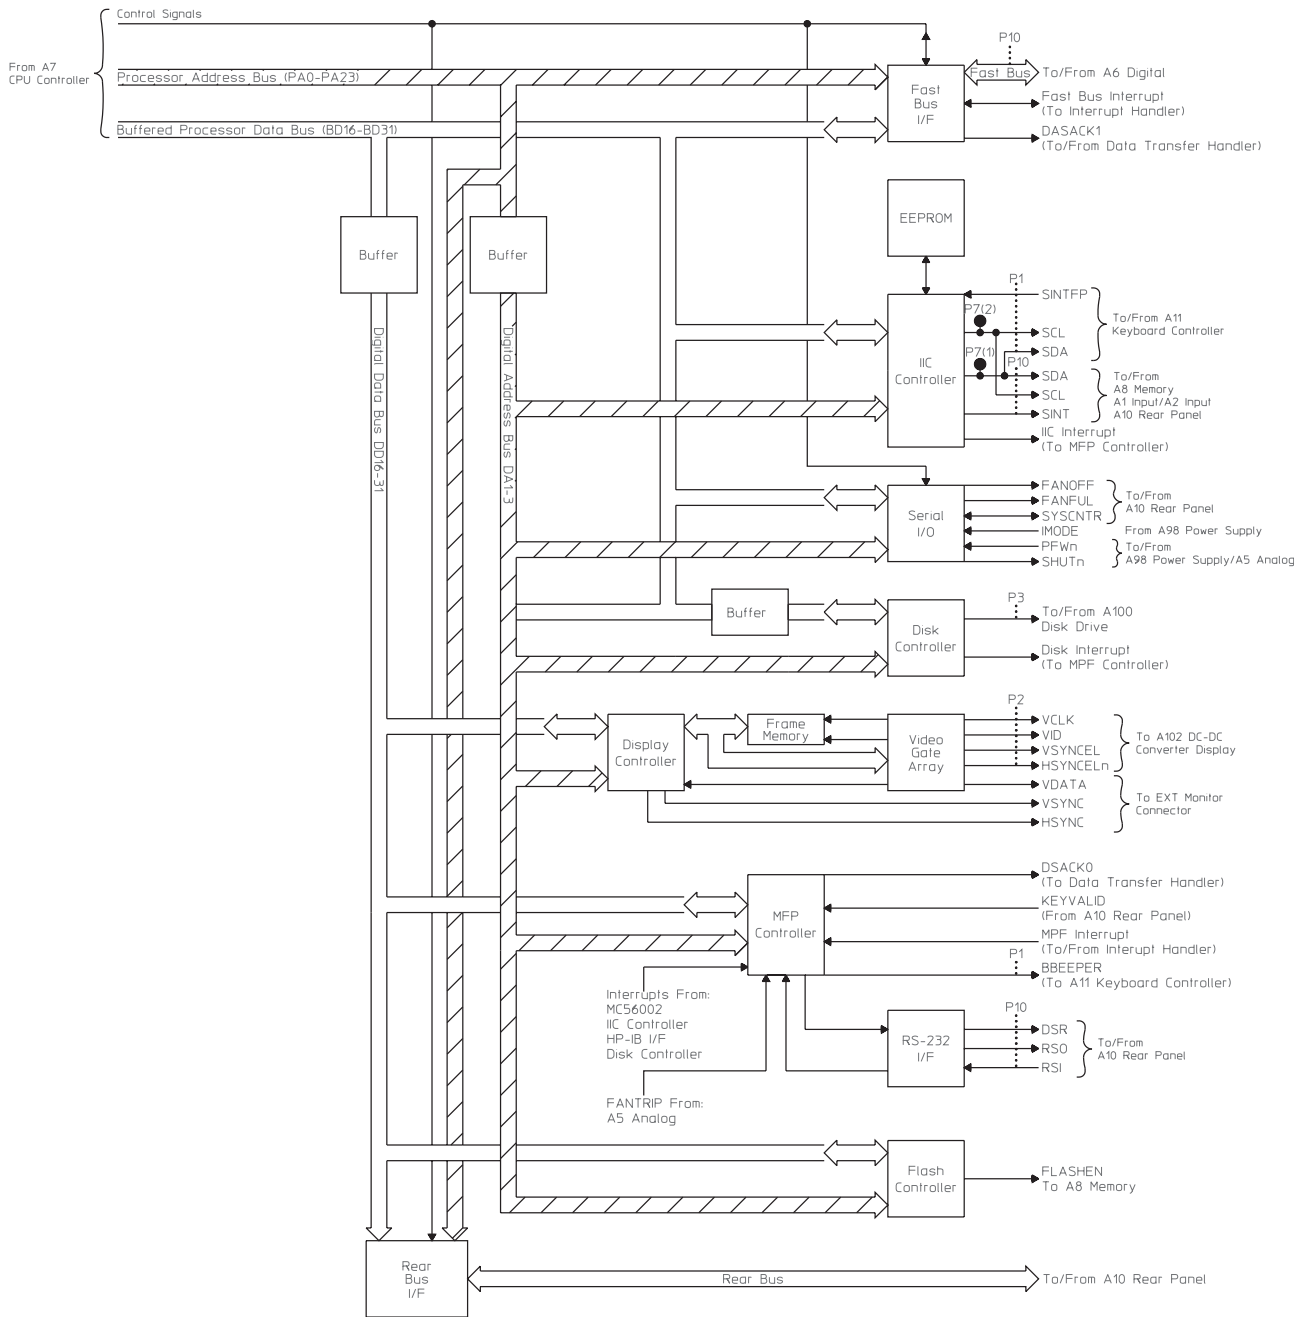 Control Signals
From A7
CPU Controller
Processor Address Bus (PA0-PA23)
Buffered Processor Data Bus (BD16-BD31)
P10
Fast Bus
To/From A6 Digital
Fast
Bus
I/F
Fast Bus Interrupt
(To Interrupt Handler)
DASACK1
(To/From Data Transfer Handler)
EEPROM
Buffer
Buffer
Digital Data Bus DD16-31
Digital Address Bus DA1-3
IIC
Controller
P7(2)
P7(1)
P1
SINTFP
SCL
SDA
To/From A11
Keyboard Controller
P10
SDA
SCL
SINT
To/From
A8 Memory
A1 Input/A2 Input
A10 Rear Panel
IIC Interrupt
(To MFP Controller)
Serial
I/O
FANOFF
FANFUL
SYSCNTR
To/From
A10 Rear Panel
IMODE
From A98 Power Supply
PFWn
SHUTn
To/From
A98 Power Supply/A5 Analog
Buffer
Disk
Controller
P3
To/From A100
Disk Drive
Disk Interrupt
(To MPF Controller)
Display
Controller
Frame
Memory
Video
Gate
Array
P2
VCLK
VID
VSYNCEL
HSYNCELn
To A102 DC-DC
Converter Display
VDATA
VSYNC
HSYNC
To EXT Monitor
Connector
MFP
Controller
DSACK0
(To Data Transfer Handler)
KEYVALID
(From A10 Rear Panel)
MPF Interrupt
(To/From Interupt Handler)
P1
BBEEPER
(To A11 Keyboard Controller)
Interrupts From:
MC56002
IIC Controller
HP-IB I/F
Disk Controller
FANTRIP From:
A5 Analog
RS-232
I/F
P10
DSR
RSO
RSI
To/From
A10 Rear Panel
Flash
Controller
FLASHEN
To A8 Memory
Rear
Bus
I/F
Rear Bus
To/From A10 Rear Panel